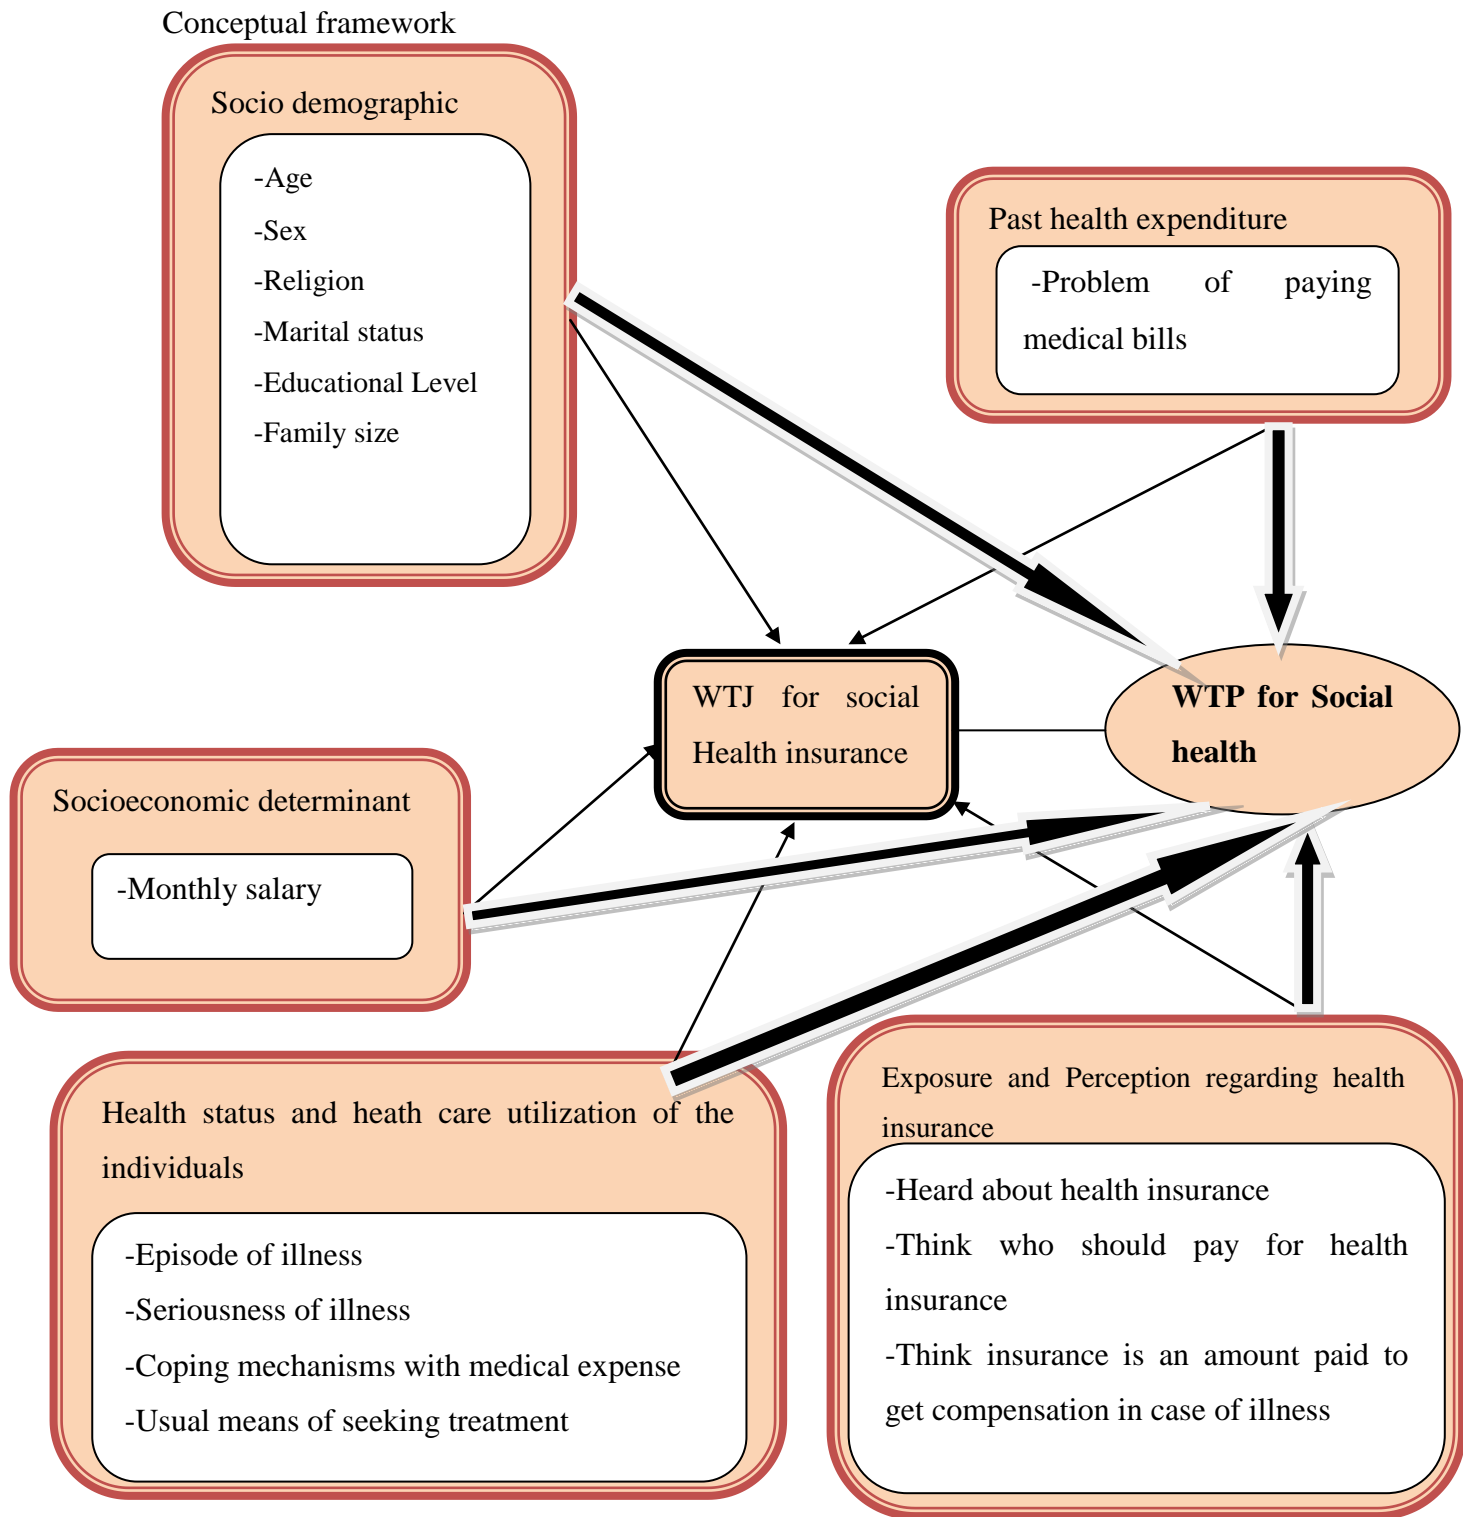 Conceptual framework
Socio demographic
-Age
-Sex
-Religion
-Marital status
-Educational Level
-Family size
Past health expenditure
-Problem of paying
medical bills
WTJ for social
Health insurance
WTP for Social
health
Socioeconomic determinant
-Monthly salary
Health status and heath care utilization of the
individuals
-Episode of illness
-Seriousness of illness
-Coping mechanisms with medical expense
-Usual means of seeking treatment
Exposure and Perception regarding health
insurance
-Heard about health insurance
-Think who should pay for health
insurance
-Think insurance is an amount paid to
get compensation in case of illness